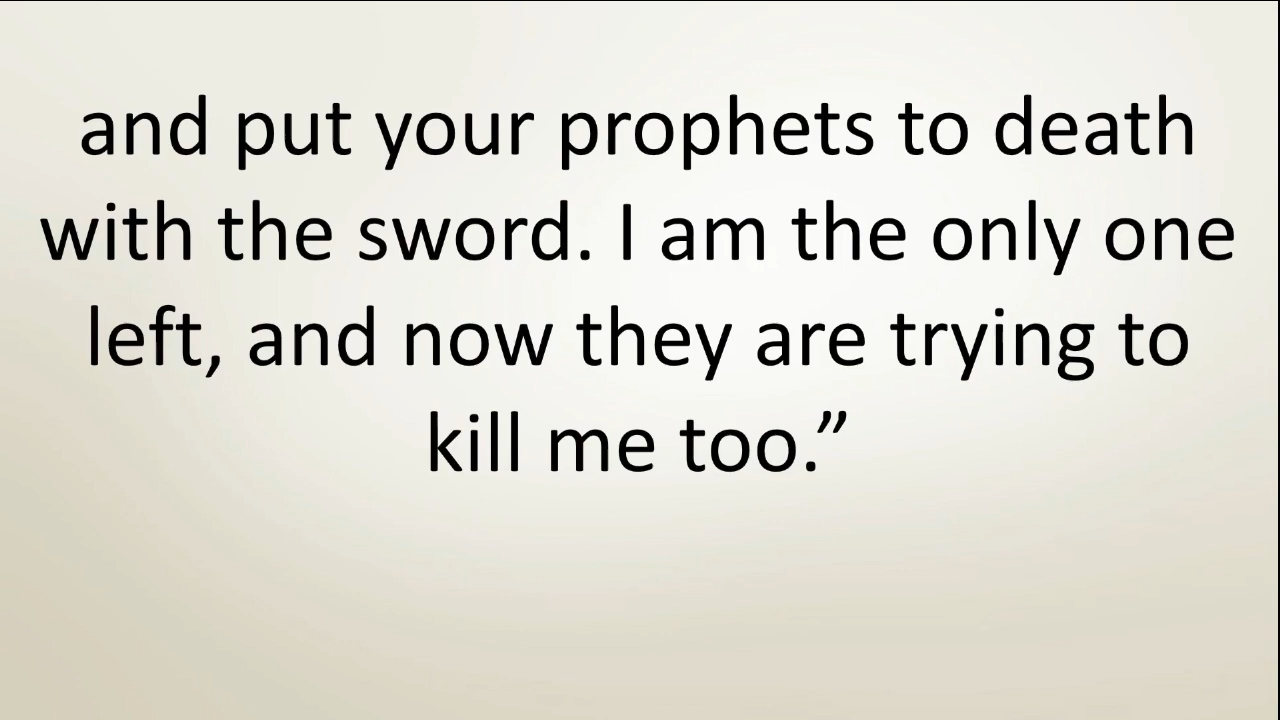 and put your prophets to death
with the sword. I am the only one
left, and now they are trying to
kill me too.”